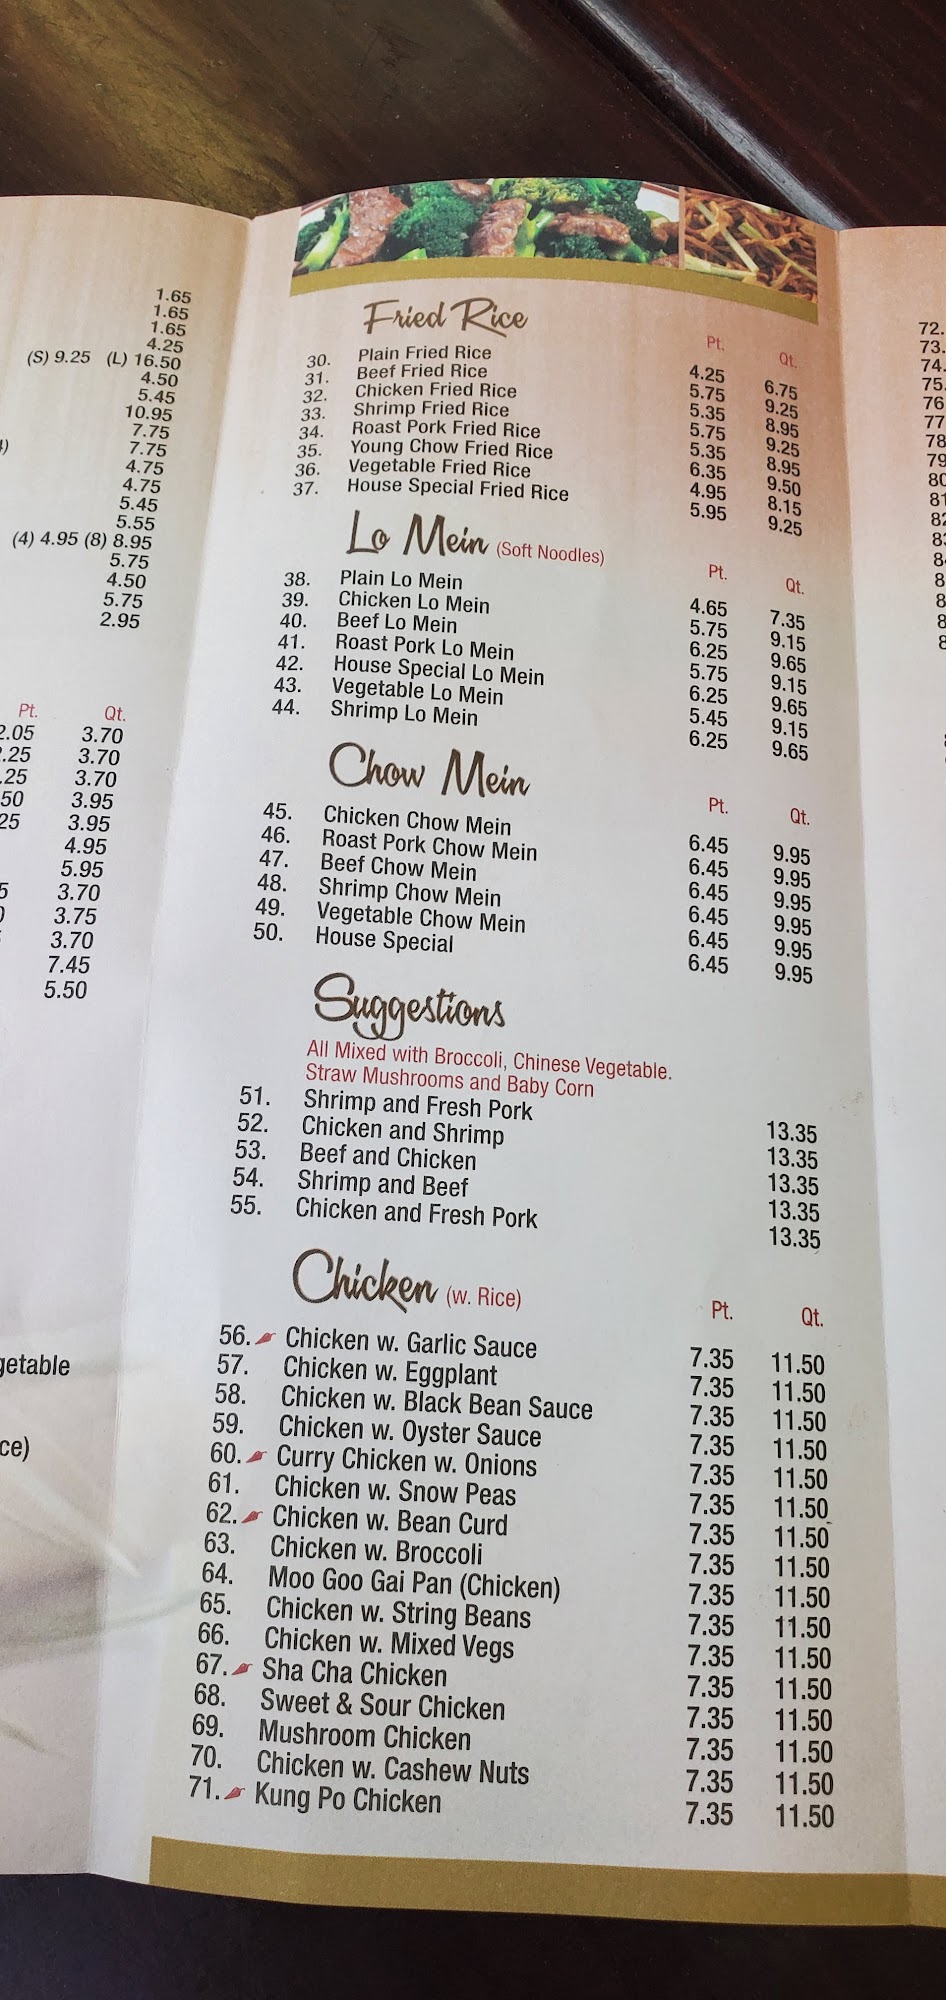 1.65
1.65
1.65
4.25
(S) 9.25 (L) 16.50
4.50
5.45
10.95
7.75
7.75
4.75
4.75
5.45
5.55
(4) 4.95 (8) 8.95
5.75
4.50
5.75
2.95
Pt. Qt.
2.05 3.70
.25 3.70
.25 3.70
50 3.95
25 3.95
4.95
5.95
3.70
3.75
3.70
7.45
5.50
getable
ce)
Fried Rice
Pt. Qt.
30. Plain Fried Rice 4.25 6.75
31. Beef Fried Rice 5.75 9.25
32. Chicken Fried Rice 5.35 8.95
33. Shrimp Fried Rice 5.75 9.25
34. Roast Pork Fried Rice 5.35 8.95
35. Young Chow Fried Rice 6.35 9.50
36. Vegetable Fried Rice 4.95 8.15
37. House Special Fried Rice 5.95 9.25
Lo Mein (Soft Noodles)
Pt. Qt.
38. Plain Lo Mein 4.65 7.35
39. Chicken Lo Mein 5.75 9.15
40. Beef Lo Mein 6.25 9.65
41. Roast Pork Lo Mein 5.75 9.15
42. House Special Lo Mein 6.25 9.65
43. Vegetable Lo Mein 5.45 9.15
44. Shrimp Lo Mein 6.25 9.65
Chow Mein
Pt. Qt.
45. Chicken Chow Mein 6.45 9.95
46. Roast Pork Chow Mein 6.45 9.95
47. Beef Chow Mein 6.45 9.95
48. Shrimp Chow Mein 6.45 9.95
49. Vegetable Chow Mein 6.45 9.95
50. House Special 6.45 9.95
Suggestions
All Mixed with Broccoli, Chinese Vegetable.
Straw Mushrooms and Baby Corn
51. Shrimp and Fresh Pork 13.35
52. Chicken and Shrimp 13.35
53. Beef and Chicken 13.35
54. Shrimp and Beef 13.35
55. Chicken and Fresh Pork 13.35
Chicken (w. Rice)
Pt. Qt.
56. Chicken w. Garlic Sauce 7.35 11.50
57. Chicken w. Eggplant 7.35 11.50
58. Chicken w. Black Bean Sauce 7.35 11.50
59. Chicken w. Oyster Sauce 7.35 11.50
60. Curry Chicken w. Onions 7.35 11.50
61. Chicken w. Snow Peas 7.35 11.50
62. Chicken w. Bean Curd 7.35 11.50
63. Chicken w. Broccoli 7.35 11.50
64. Moo Goo Gai Pan (Chicken) 7.35 11.50
65. Chicken w. String Beans 7.35 11.50
66. Chicken w. Mixed Vegs 7.35 11.50
67. Sha Cha Chicken 7.35 11.50
68. Sweet & Sour Chicken 7.35 11.50
69. Mushroom Chicken 7.35 11.50
70. Chicken w. Cashew Nuts 7.35 11.50
71. Kung Po Chicken 7.35 11.50
72.
73.
74.
75.
76
77
78
79
80
81
82
83